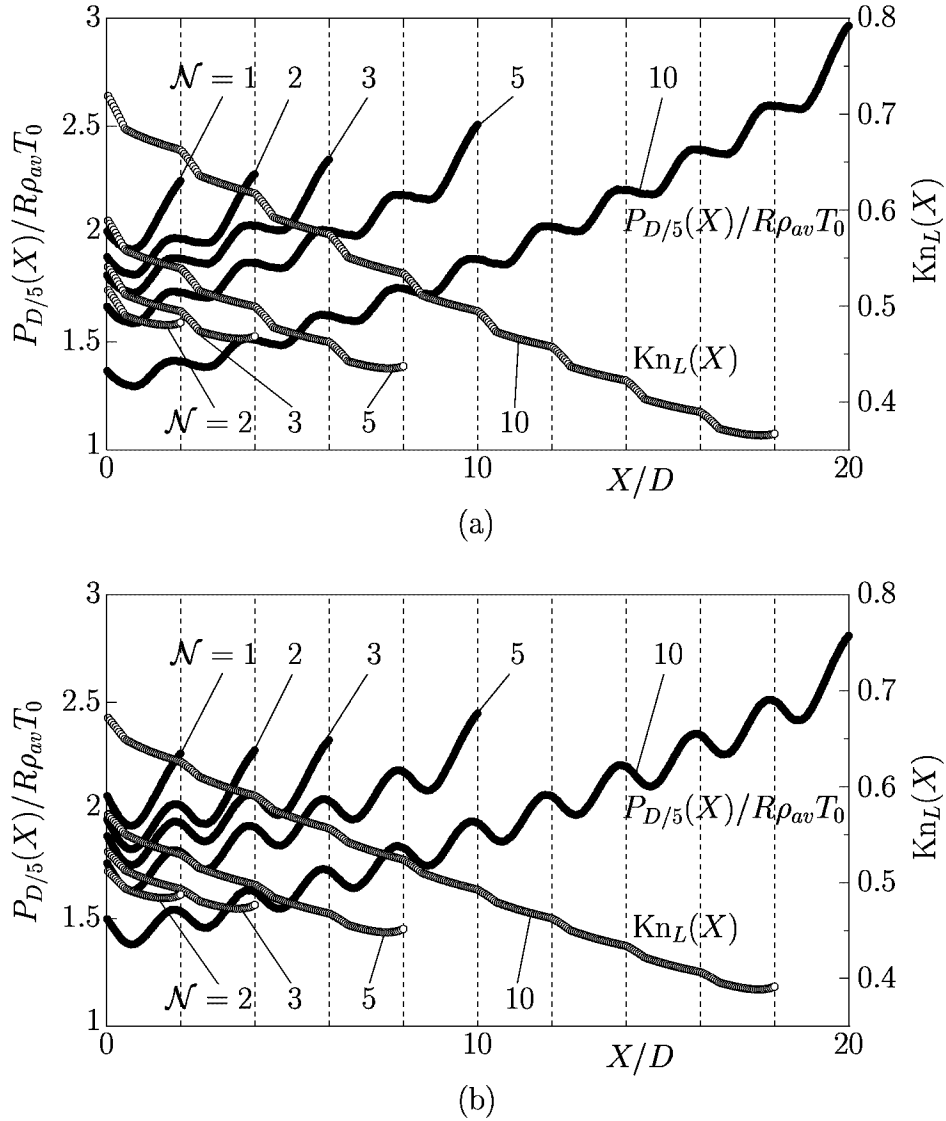 3
2.5
2
1.5
1
P_{D/5}(X)/Rρ_{av}T_0
0.8
0.7
0.6
0.5
0.4
Kn_L(X)
𝒩 = 1
2
3
5
10
P_{D/5}(X)/Rρ_{av}T_0
Kn_L(X)
𝒩 = 2
3
5
10
0
10
20
X/D
(a)
3
2.5
2
1.5
1
P_{D/5}(X)/Rρ_{av}T_0
0.8
0.7
0.6
0.5
0.4
Kn_L(X)
𝒩 = 1
2
3
5
10
P_{D/5}(X)/Rρ_{av}T_0
Kn_L(X)
𝒩 = 2
3
5
10
0
10
20
X/D
(b)